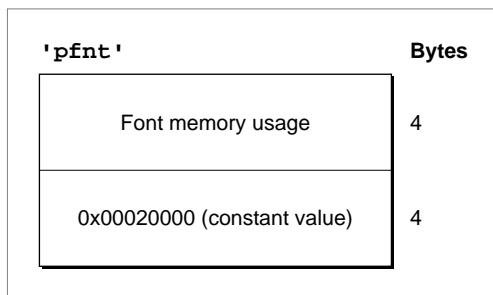 'pfnt' Bytes
Font memory usage 4
0x00020000 (constant value) 4